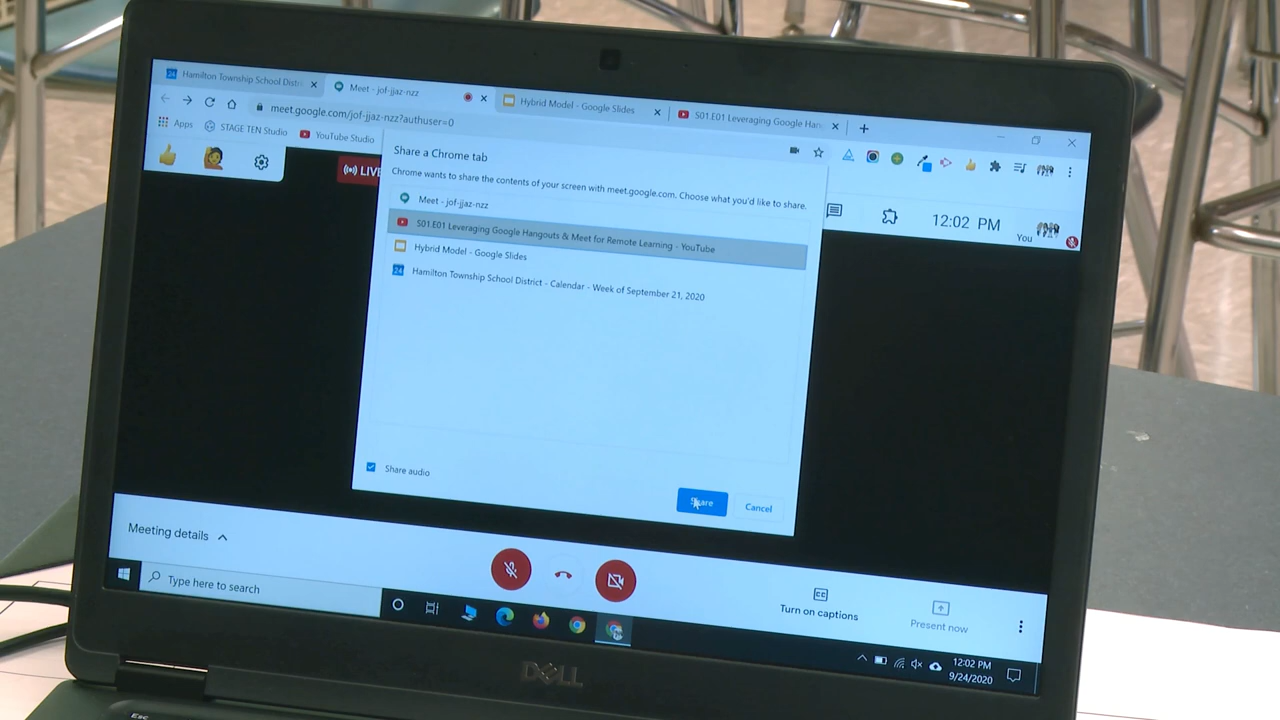 Hamilton Township School Distri
Meet - jof-jjaz-nzz
Hybrid Model - Google Slides
S01.E01 Leveraging Google Han
meet.google.com/jof-jjaz-nzz?authuser=0
Apps
STAGE TEN Studio
YouTube Studio
LIVE
Share a Chrome tab
Chrome wants to share the contents of your screen with meet.google.com. Choose what you'd like to share.
Meet - jof-jjaz-nzz
S01.E01 Leveraging Google Hangouts & Meet for Remote Learning - YouTube
Hybrid Model - Google Slides
Hamilton Township School District - Calendar - Week of September 21, 2020
12:02 PM
You
Share audio
Share
Cancel
Meeting details
Turn on captions
Present now
Type here to search
12:02 PM
9/24/2020
DELL
Esc